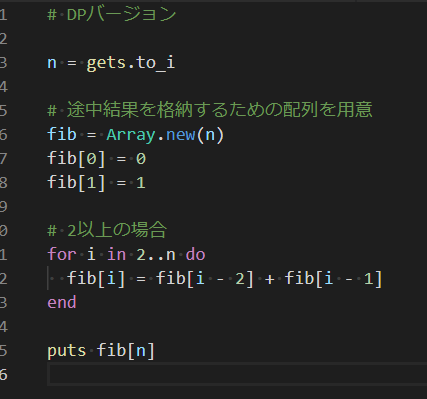 1 # DPバージョン
2
3 n = gets.to_i
4
5 # 途中結果を格納するための配列を用意
6 fib = Array.new(n)
7 fib[0] = 0
8 fib[1] = 1
9
0 # 2以上の場合
1 for i in 2..n do
2 fib[i] = fib[i - 2] + fib[i - 1]
3 end
4
5 puts fib[n]
6